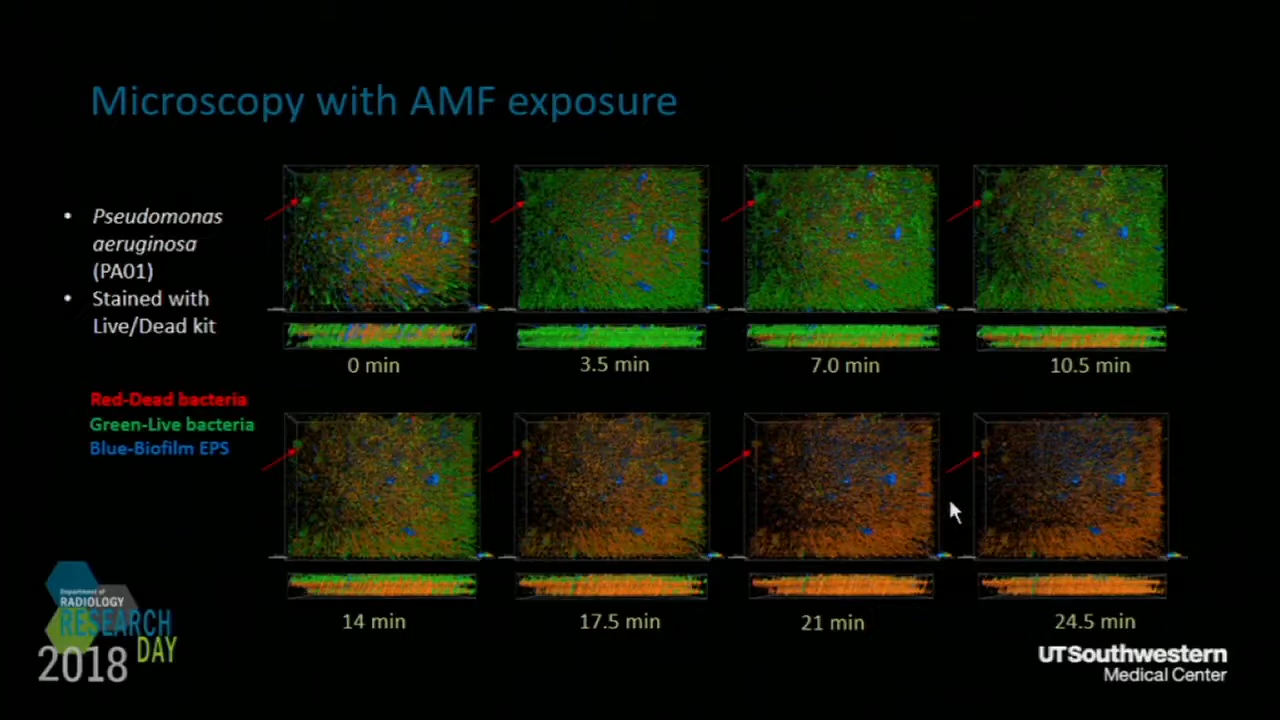 Microscopy with AMF exposure
• Pseudomonas
aeruginosa
(PA01)
• Stained with
Live/Dead kit
Red-Dead bacteria
Green-Live bacteria
Blue-Biofilm EPS
0 min
3.5 min
7.0 min
10.5 min
14 min
17.5 min
21 min
24.5 min
Department of
RADIOLOGY
RESEARCH
DAY
2018
UTSouthwestern
Medical Center